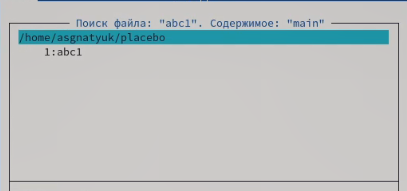 Поиск файла: "abc1". Содержимое: "main"
/home/asgnatyuk/placebo
1:abc1